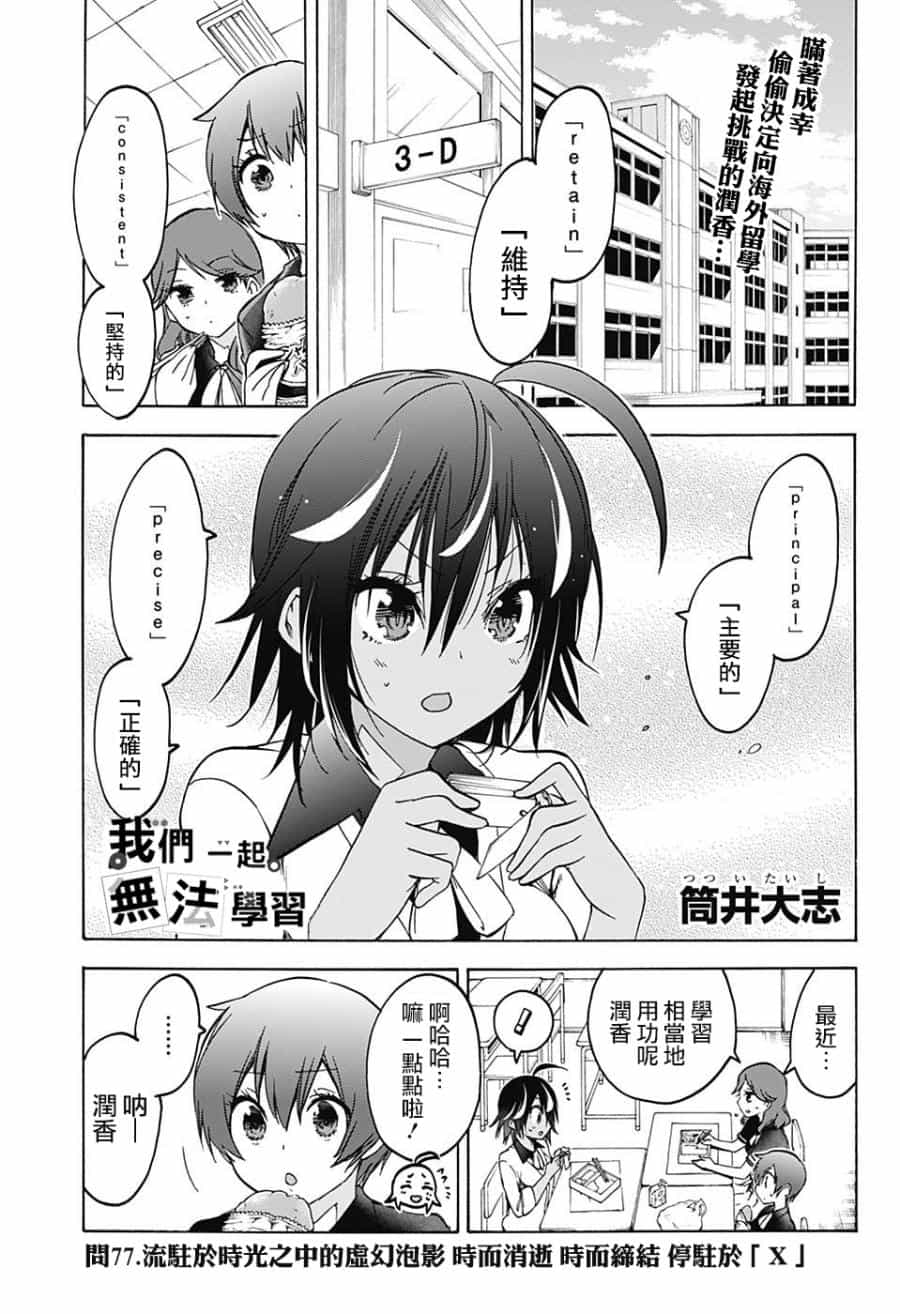 瞞著成幸
偷偷決定向海外留學
發起挑戰的潤香…
「retain」
「維持」
3-D
「consistent」
「堅持的」
「principal」
「主要的」
「precise」
「正確的」
我們一起
無法學習
つついたいし
筒井大志
最近…
學習
相當地
用功呢
潤香
！
啊哈哈…
嘛 一點點啦!
……
吶—
潤香
問77.流駐於時光之中的虛幻泡影 時而消逝 時而締結 停駐於「X」